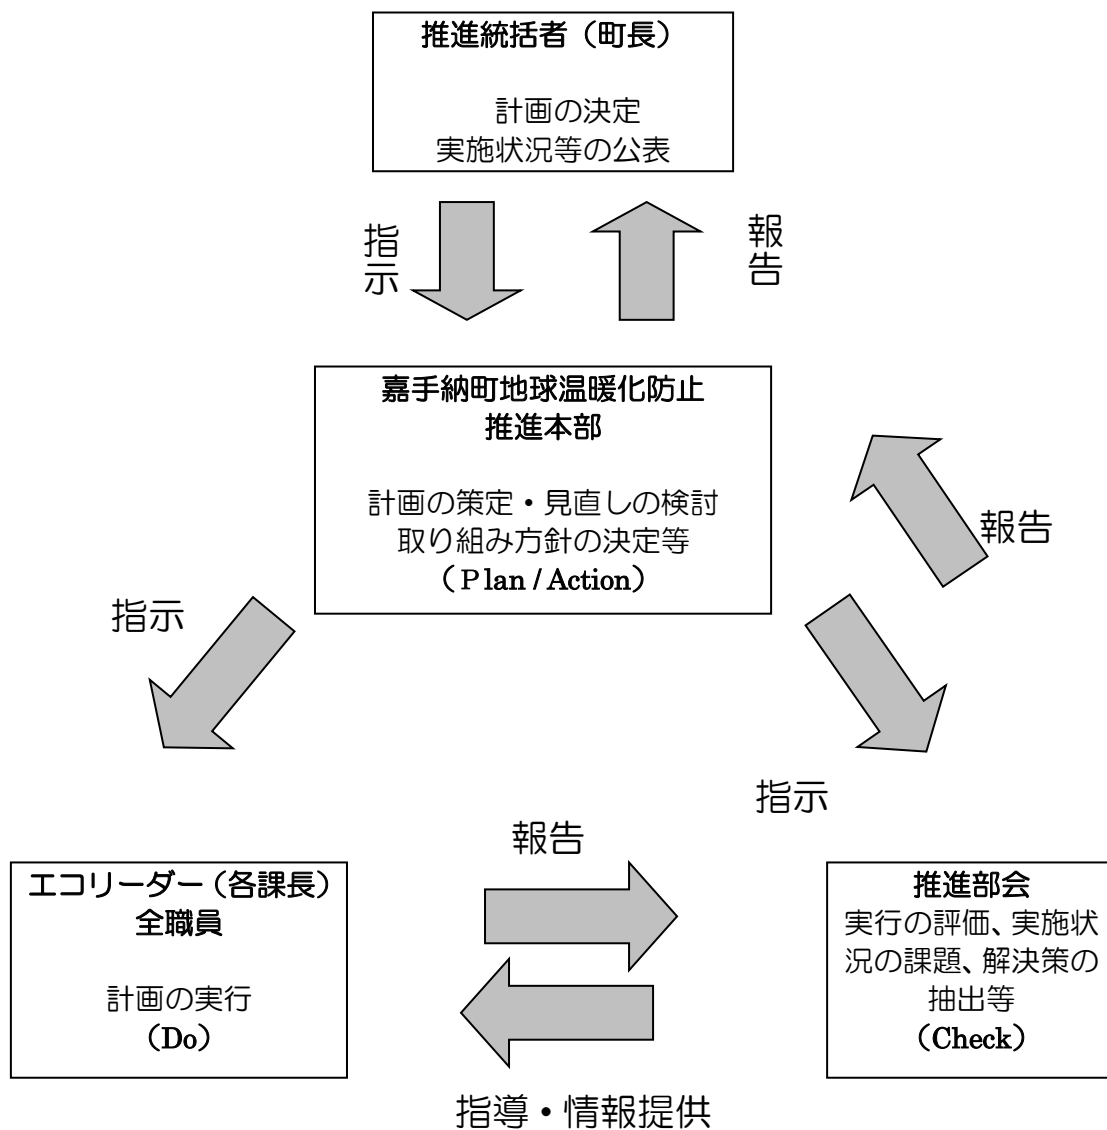 推進統括者（町長）
計画の決定
実施状況等の公表
指示
報告
嘉手納町地球温暖化防止
推進本部
計画の策定・見直しの検討
取り組み方針の決定等
（Ｐlan / Action）
報告
指示
指示
報告
エコリーダー（各課長）
全職員
計画の実行
（Do）
推進部会
実行の評価、実施状
況の課題、解決策の
抽出等
（Check）
指導・情報提供